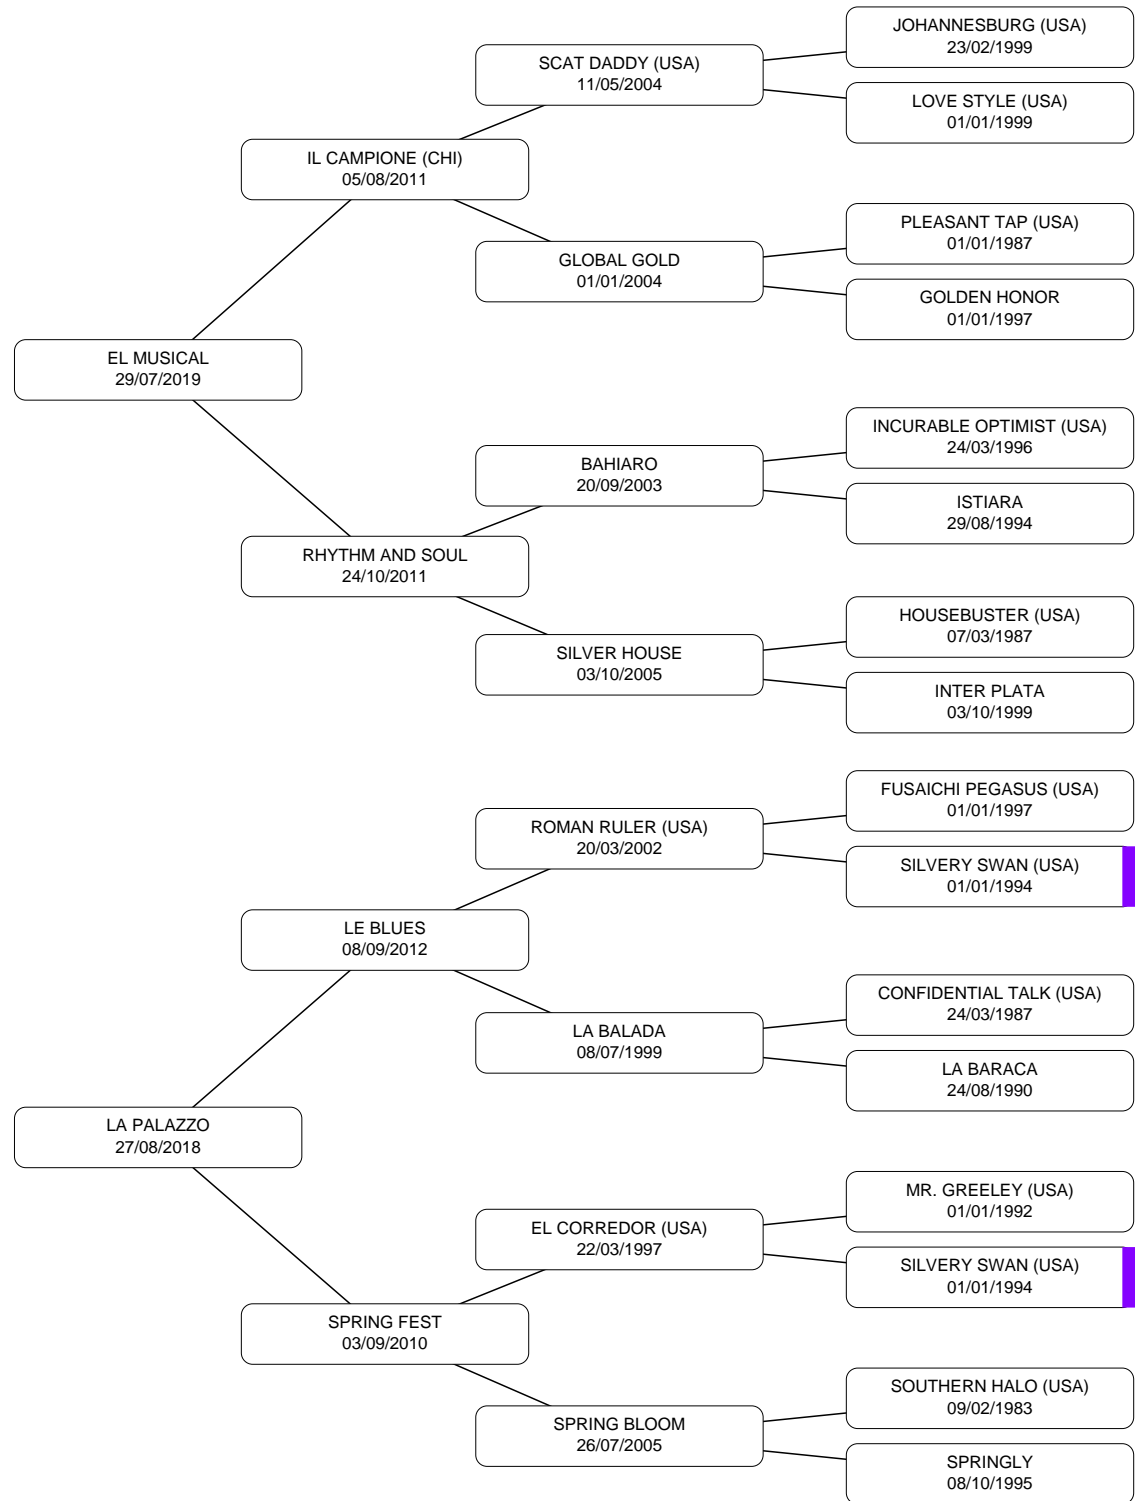 JOHANNESBURG (USA)
23/02/1999
SCAT DADDY (USA)
11/05/2004
LOVE STYLE (USA)
01/01/1999
IL CAMPIONE (CHI)
05/08/2011
PLEASANT TAP (USA)
01/01/1987
GLOBAL GOLD
01/01/2004
GOLDEN HONOR
01/01/1997
EL MUSICAL
29/07/2019
INCURABLE OPTIMIST (USA)
24/03/1996
BAHIARO
20/09/2003
ISTIARA
29/08/1994
RHYTHM AND SOUL
24/10/2011
HOUSEBUSTER (USA)
07/03/1987
SILVER HOUSE
03/10/2005
INTER PLATA
03/10/1999
FUSAICHI PEGASUS (USA)
01/01/1997
ROMAN RULER (USA)
20/03/2002
SILVERY SWAN (USA)
01/01/1994
LE BLUES
08/09/2012
CONFIDENTIAL TALK (USA)
24/03/1987
LA BALADA
08/07/1999
LA BARACA
24/08/1990
LA PALAZZO
27/08/2018
MR. GREELEY (USA)
01/01/1992
EL CORREDOR (USA)
22/03/1997
SILVERY SWAN (USA)
01/01/1994
SPRING FEST
03/09/2010
SOUTHERN HALO (USA)
09/02/1983
SPRING BLOOM
26/07/2005
SPRINGLY
08/10/1995